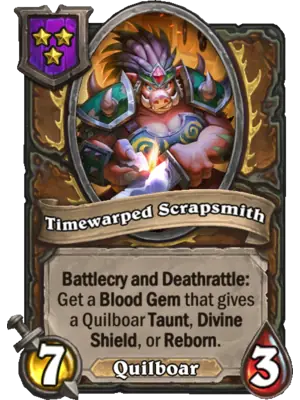 Timewarped Scrapsmith
Battlecry and Deathrattle:
Get a Blood Gem that gives
a Quilboar Taunt, Divine
Shield, or Reborn.
7
Quilboar
3